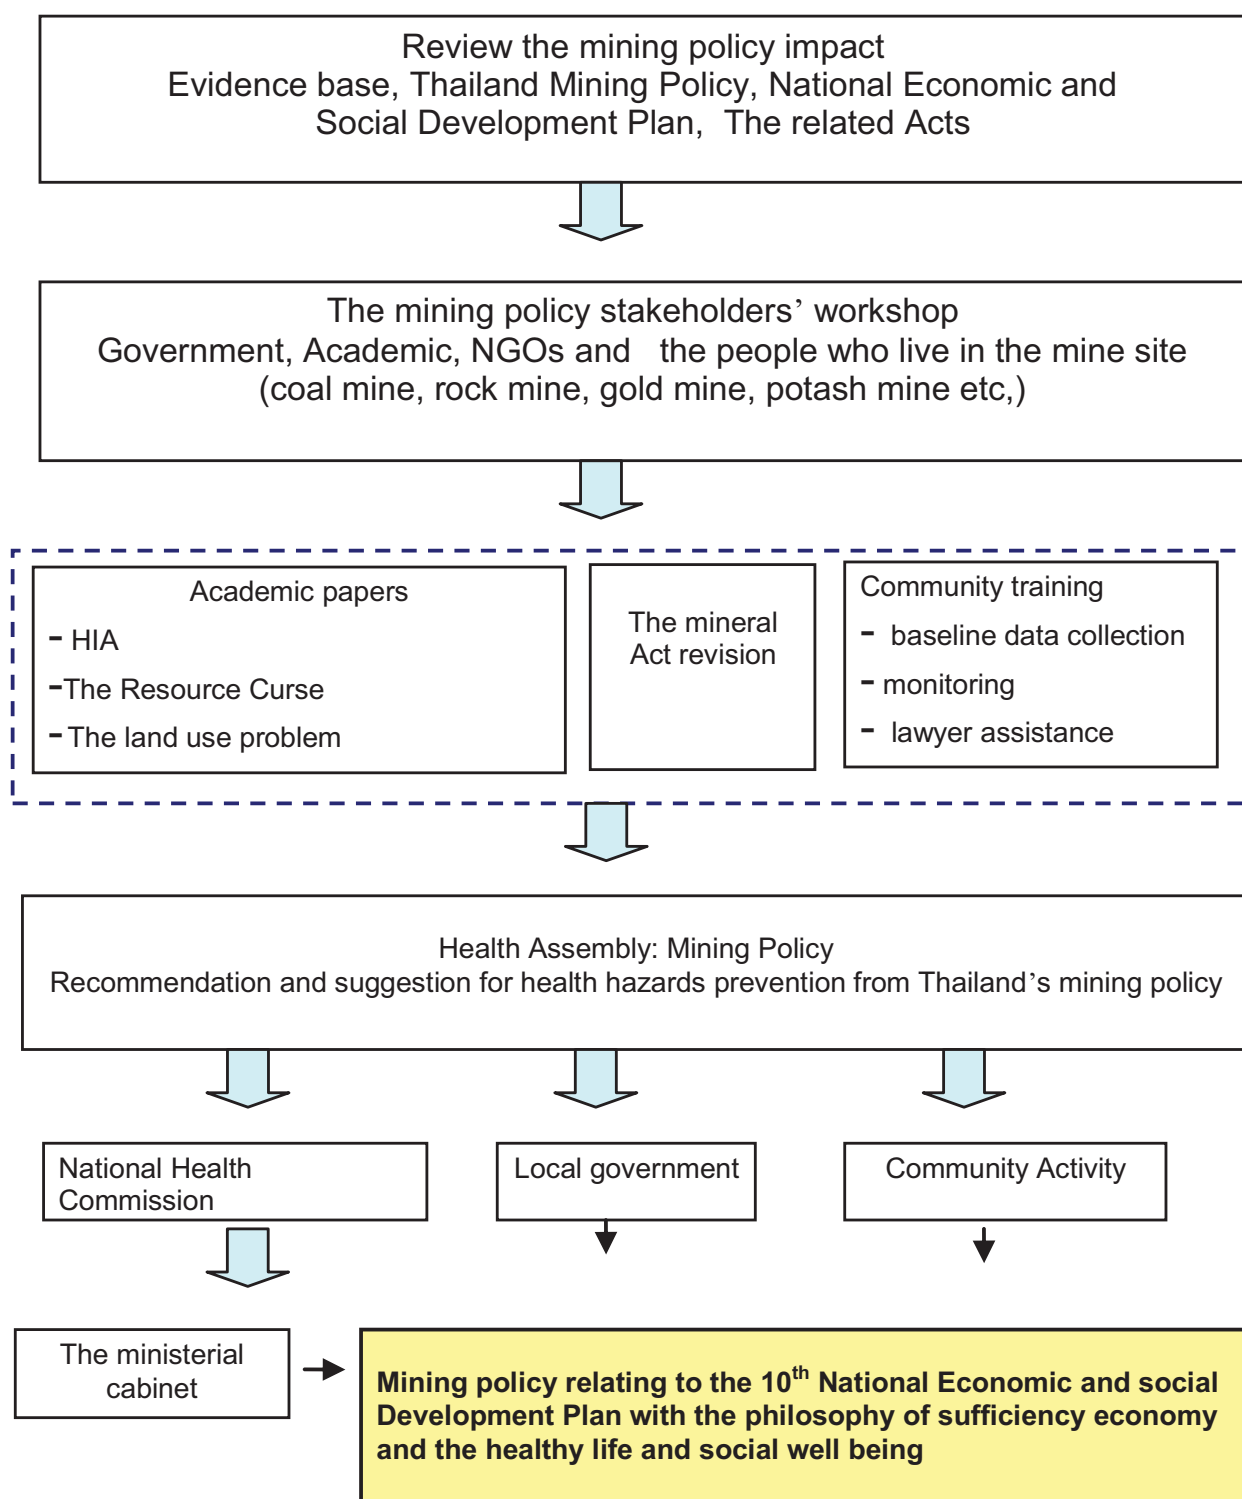 Review the mining policy impact
Evidence base, Thailand Mining Policy, National Economic and
Social Development Plan, The related Acts
The mining policy stakeholders’ workshop
Government, Academic, NGOs and the people who live in the mine site
(coal mine, rock mine, gold mine, potash mine etc,)
Academic papers
- HIA
-The Resource Curse
- The land use problem
The mineral
Act revision
Community training
- baseline data collection
- monitoring
- lawyer assistance
Health Assembly: Mining Policy
Recommendation and suggestion for health hazards prevention from Thailand’s mining policy
National Health
Commission
Local government
Community Activity
The ministerial
cabinet
Mining policy relating to the 10th National Economic and social
Development Plan with the philosophy of sufficiency economy
and the healthy life and social well being